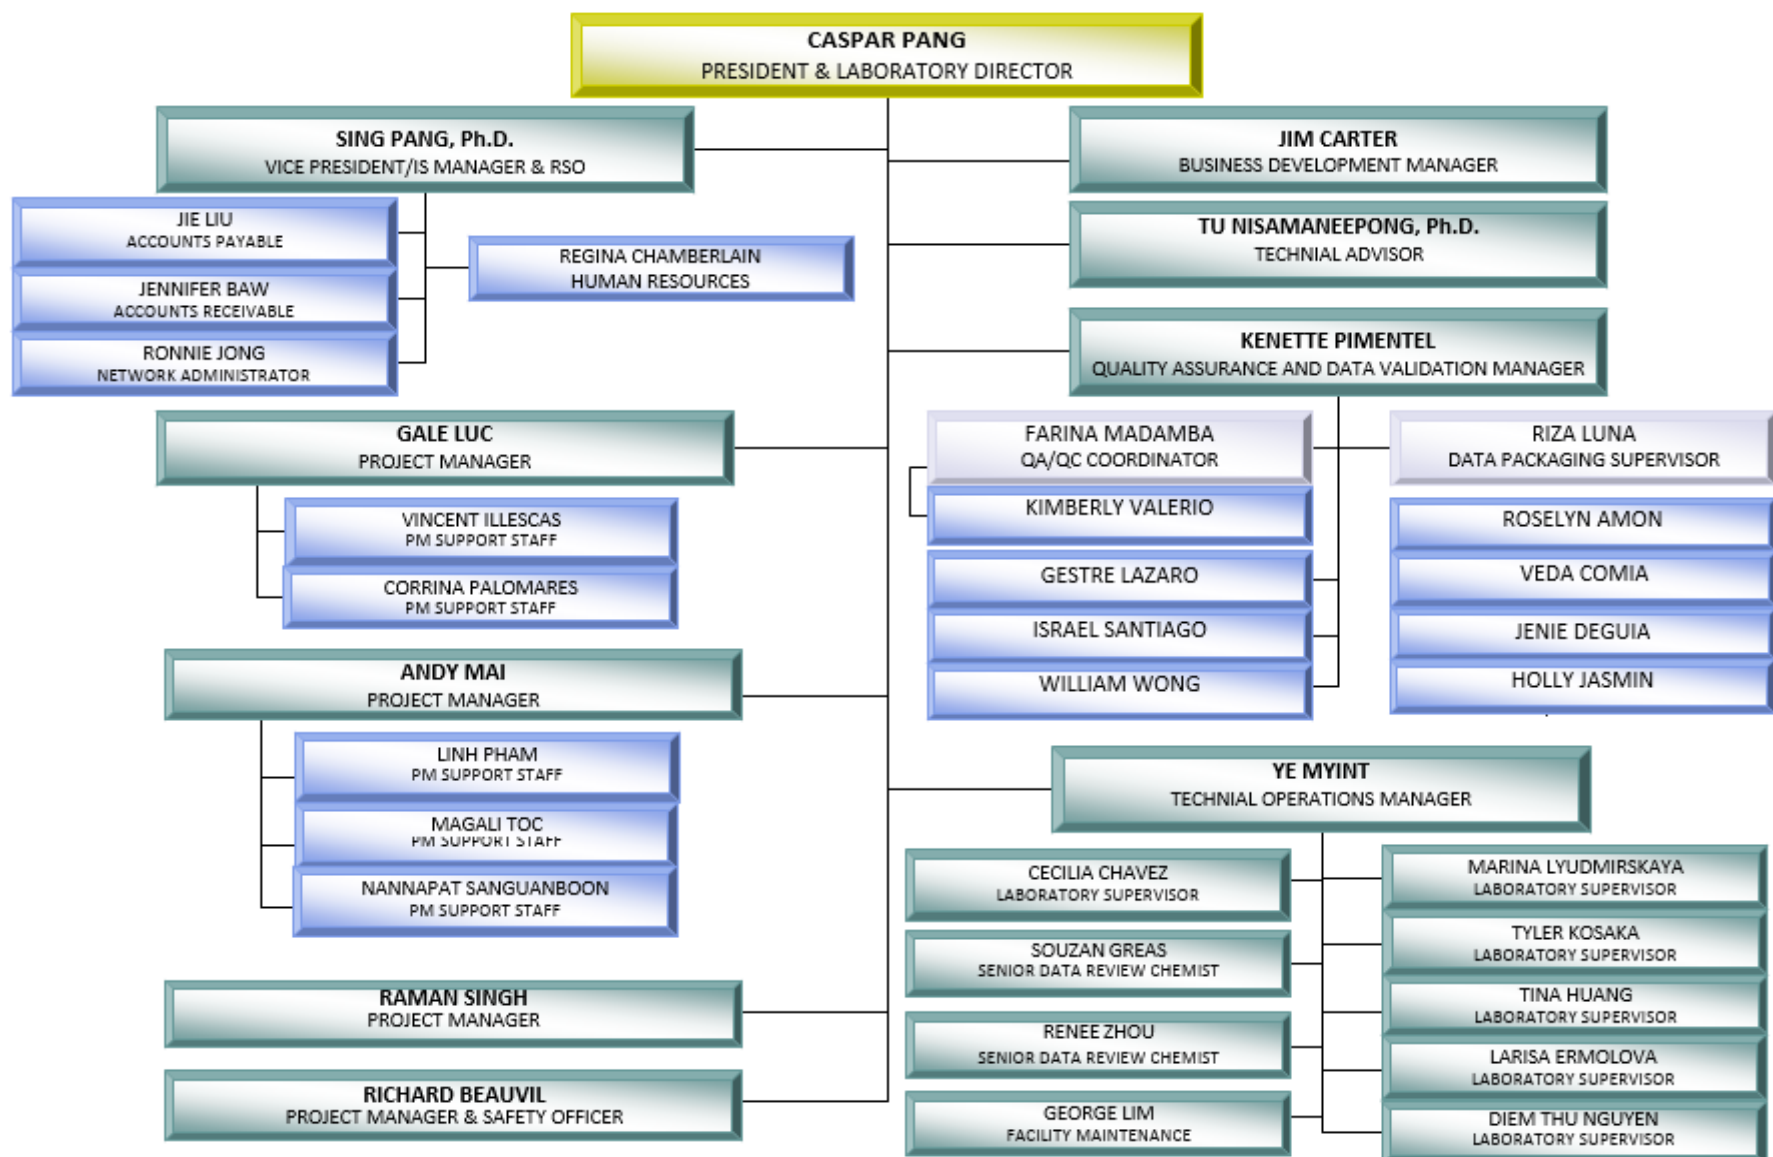 CASPAR PANG
PRESIDENT & LABORATORY DIRECTOR
SING PANG, Ph.D.
VICE PRESIDENT/IS MANAGER & RSO
JIE LIU
ACCOUNTS PAYABLE
JENNIFER BAW
ACCOUNTS RECEIVABLE
RONNIE JONG
NETWORK ADMINISTRATOR
REGINA CHAMBERLAIN
HUMAN RESOURCES
JIM CARTER
BUSINESS DEVELOPMENT MANAGER
TU NISAMANEEPONG, Ph.D.
TECHNIAL ADVISOR
KENETTE PIMENTEL
QUALITY ASSURANCE AND DATA VALIDATION MANAGER
FARINA MADAMBA
QA/QC COORDINATOR
KIMBERLY VALERIO
GESTRE LAZARO
ISRAEL SANTIAGO
WILLIAM WONG
RIZA LUNA
DATA PACKAGING SUPERVISOR
ROSELYN AMON
VEDA COMIA
JENIE DEGUIA
HOLLY JASMIN
GALE LUC
PROJECT MANAGER
VINCENT ILLESCAS
PM SUPPORT STAFF
CORRINA PALOMARES
PM SUPPORT STAFF
ANDY MAI
PROJECT MANAGER
LINH PHAM
PM SUPPORT STAFF
MAGALI TOC
PM SUPPORT STAFF
NANNAPAT SANGUANBOON
PM SUPPORT STAFF
RAMAN SINGH
PROJECT MANAGER
RICHARD BEAUVIL
PROJECT MANAGER & SAFETY OFFICER
YE MYINT
TECHNIAL OPERATIONS MANAGER
CECILIA CHAVEZ
LABORATORY SUPERVISOR
SOUZAN GREAS
SENIOR DATA REVIEW CHEMIST
RENEE ZHOU
SENIOR DATA REVIEW CHEMIST
GEORGE LIM
FACILITY MAINTENANCE
MARINA LYUDMIRSKAYA
LABORATORY SUPERVISOR
TYLER KOSAKA
LABORATORY SUPERVISOR
TINA HUANG
LABORATORY SUPERVISOR
LARISA ERMOLOVA
LABORATORY SUPERVISOR
DIEM THU NGUYEN
LABORATORY SUPERVISOR